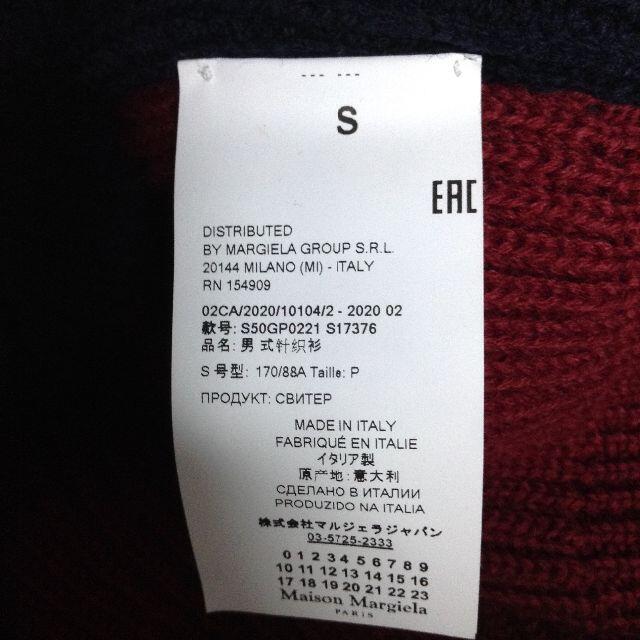 --- ---
S
EAC
DISTRIBUTED
BY MARGIELA GROUP S.R.L.
20144 MILANO (MI) - ITALY
RN 154909
02CA/2020/10104/2 - 2020 02
款号: S50GP0221 S17376
品名: 男 式针织衫
S 号型: 170/88A Taille: P
ПРОДУКТ: СВИТЕР
MADE IN ITALY
FABRIQUÉ EN ITALIE
イタリア製
原产地: 意大利
СДЕЛАНО В ИТАЛИИ
PRODUZIDO NA ITALIA
株式会社マルジェラジャパン
03-5725-2333
0 1 2 3 4 5 6 7 8 9
10 11 12 13 14 15 16
17 18 19 20 21 22 23
Maison Margiela
PARIS